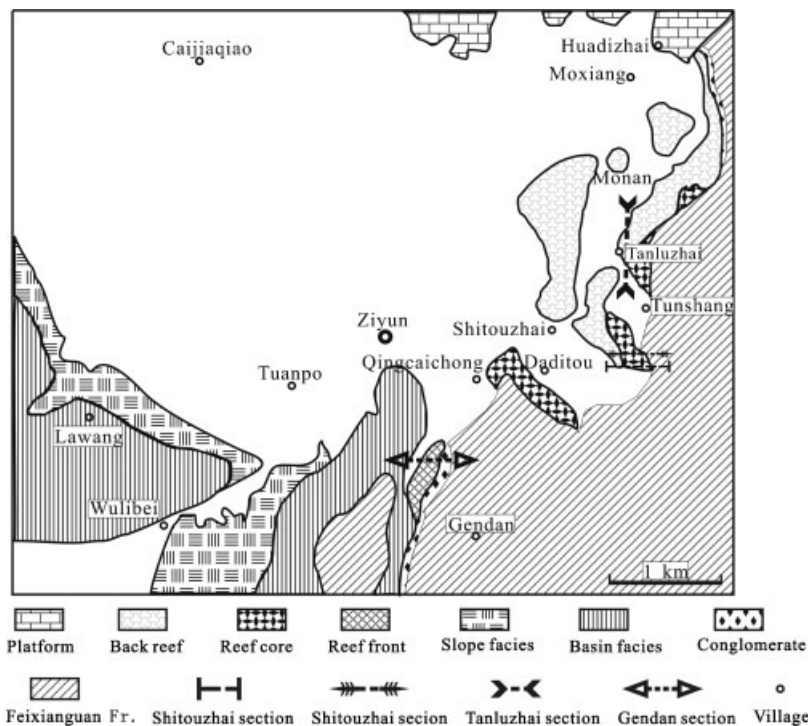 Caijiaqiao
Huadizhai
Moxiang
Monan
Tanluzhai
Tunshang
Ziyun
Shitouzhai
Tuanpo
Qingcaichong
Daditou
Lawang
Wulibei
Gendan
1 km
Platform Back reef Reef core Reef front Slope facies Basin facies Conglomerate
Feixianguan Fr. Shitouzhai section Shitouzhai secion Tanluzhai section Gendan section Village